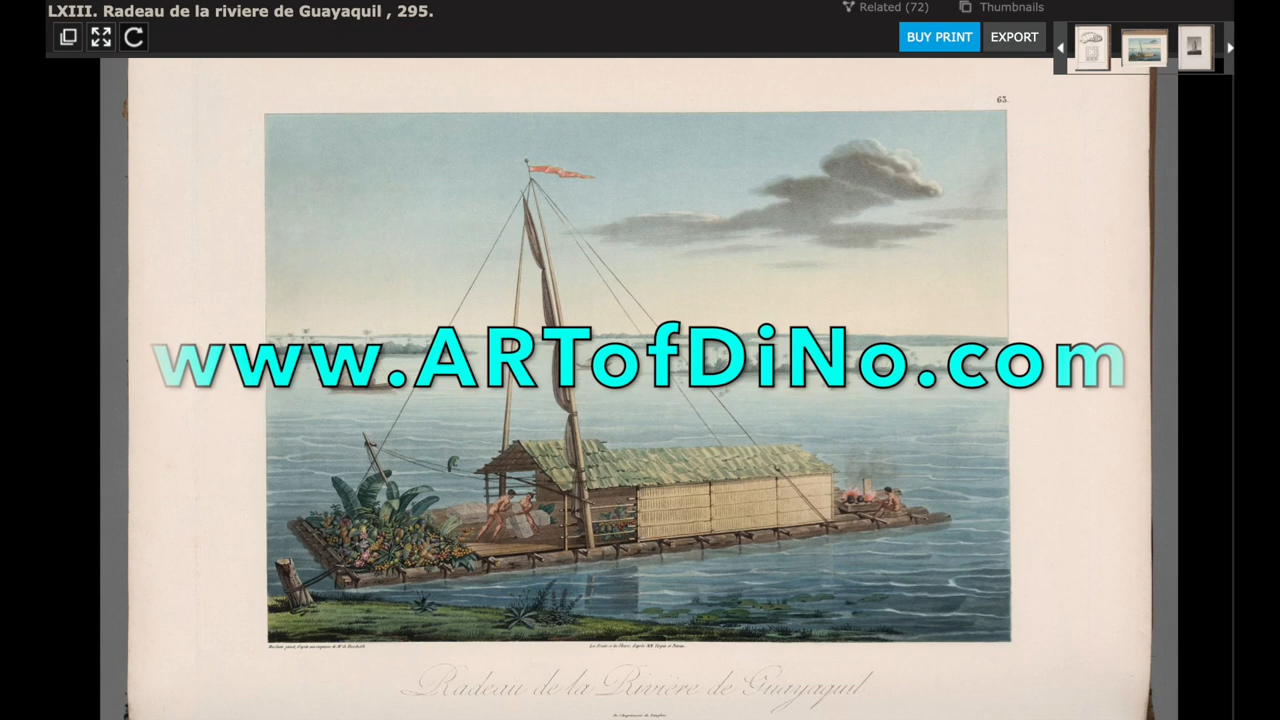 LXIII. Radeau de la riviere de Guayaquil , 295.
Related (72)
Thumbnails
BUY PRINT
EXPORT
63.
www.ARTofDiNo.com
Radeau de la Rivière de Guayaquil